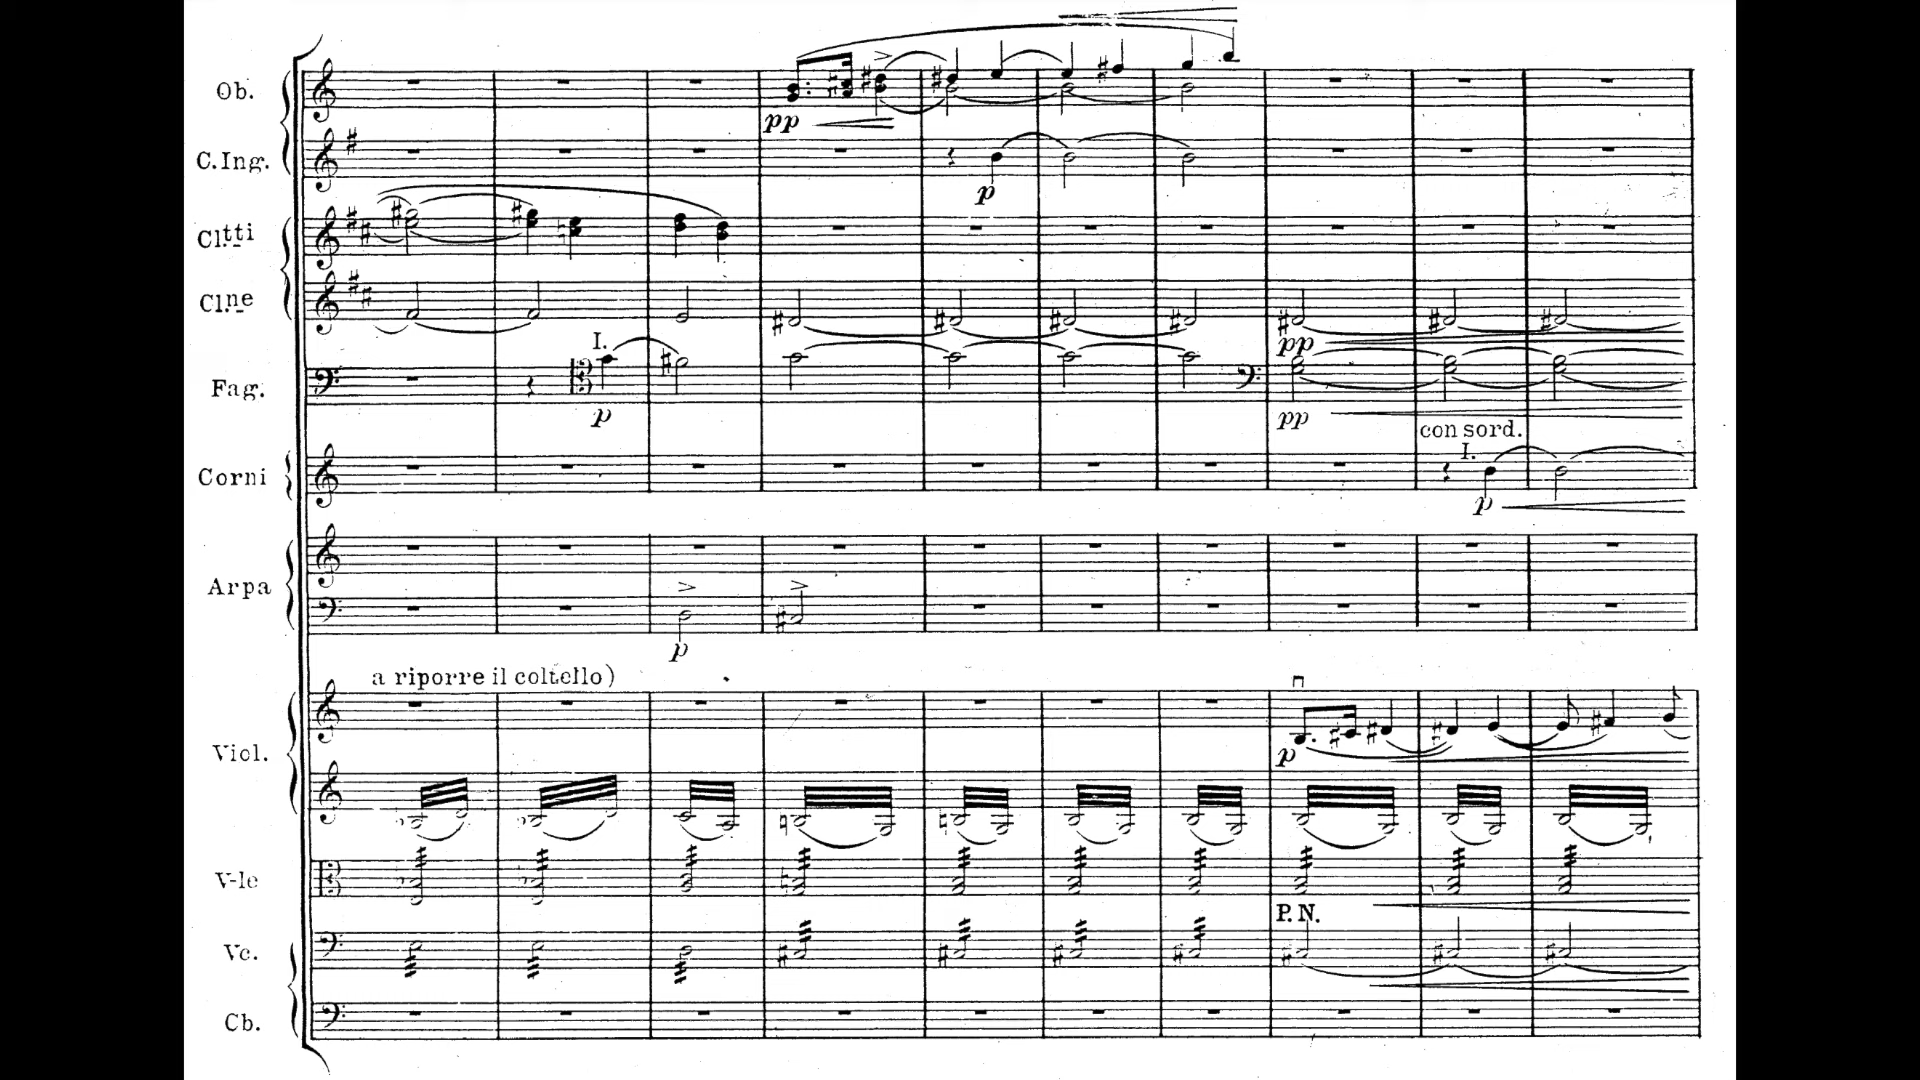 Ob.
pp
C.Ing.
p
Cl.tti
Cl.ne
pp
I.
Fag.
p
pp
con sord.
Corni
I.
p
Arpa
p
a riporre il coltello)
Viol.
p
V-le
P. N.
Vc.
Cb.